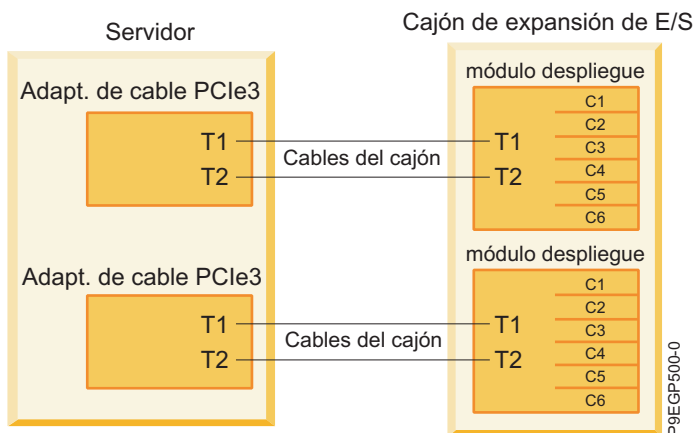 Servidor
Cajón de expansión de E/S
Adapt. de cable PCIe3
T1
T2
Cables del cajón
módulo despliegue
T1
T2
C1
C2
C3
C4
C5
C6
Adapt. de cable PCIe3
T1
T2
Cables del cajón
módulo despliegue
T1
T2
C1
C2
C3
C4
C5
C6
P9EGP500-0